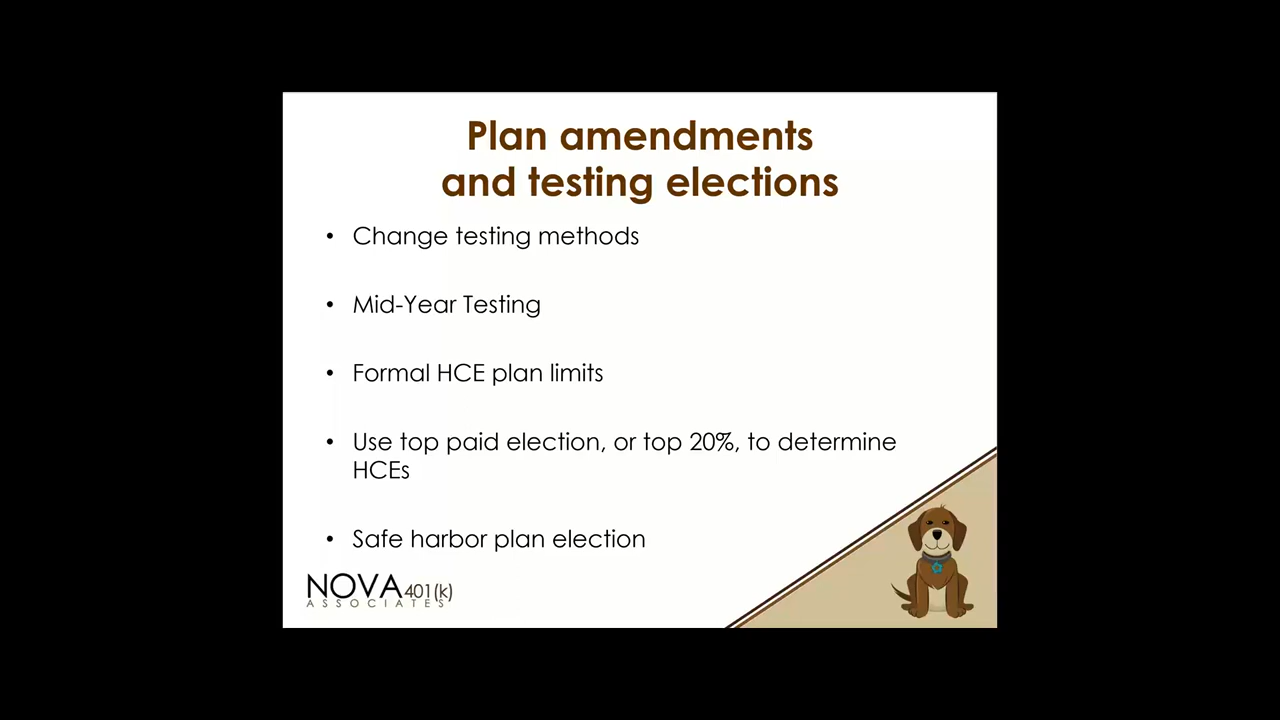 Plan amendments
and testing elections
• Change testing methods
• Mid-Year Testing
• Formal HCE plan limits
• Use top paid election, or top 20%, to determine
HCEs
• Safe harbor plan election
NOVA 401(k)
ASSOCIATES